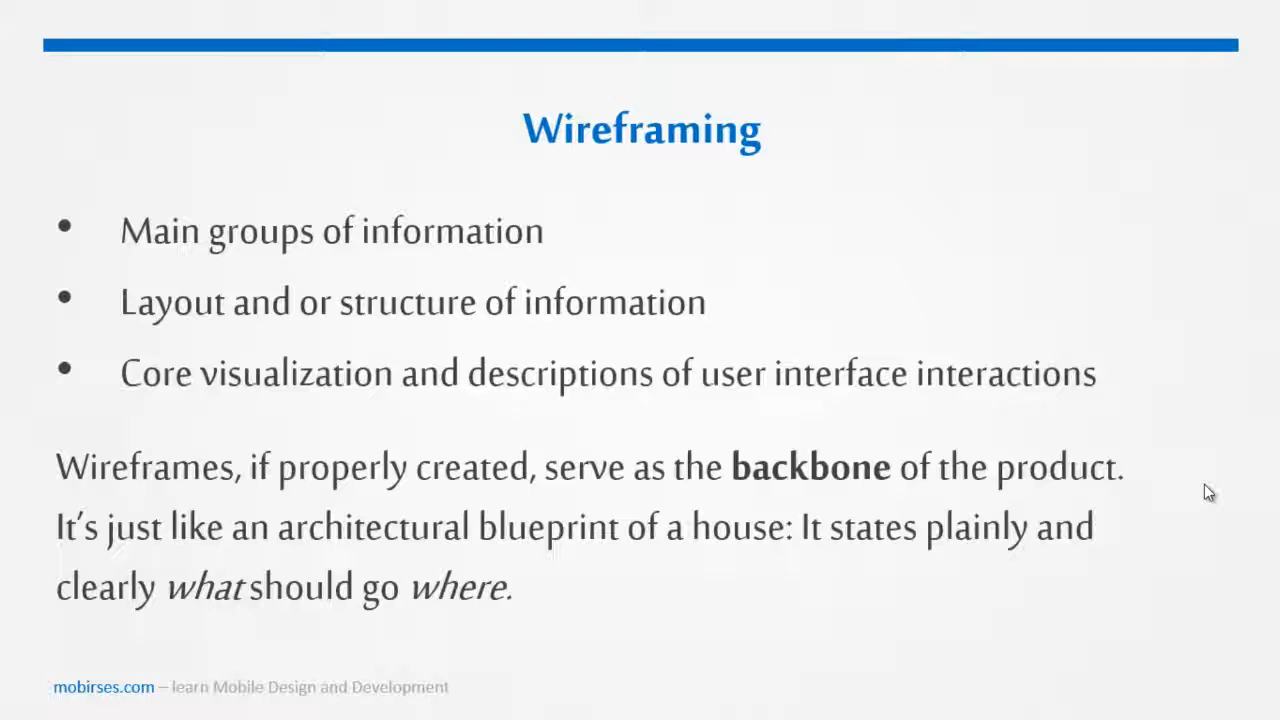 Wireframing
• Main groups of information
• Layout and or structure of information
• Core visualization and descriptions of user interface interactions
Wireframes, if properly created, serve as the backbone of the product.
It's just like an architectural blueprint of a house: It states plainly and
clearly what should go where.
mobirses.com – learn Mobile Design and Development